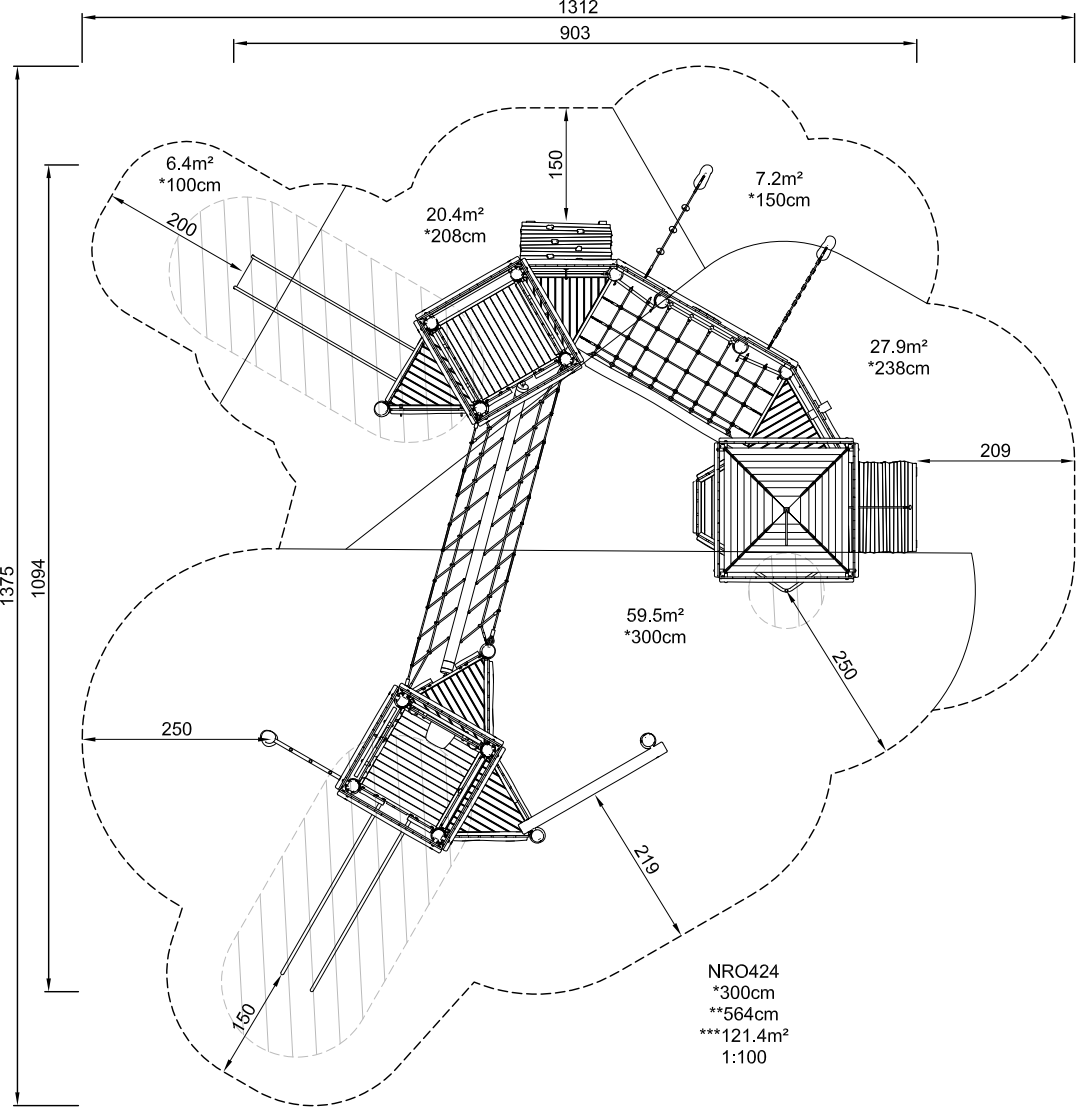 1312
903
6.4m²
*100cm
150
7.2m²
*150cm
200
20.4m²
*208cm
27.9m²
*238cm
209
1375
1094
59.5m²
*300cm
250
250
219
150
NRO424
*300cm
**564cm
***121.4m²
1:100